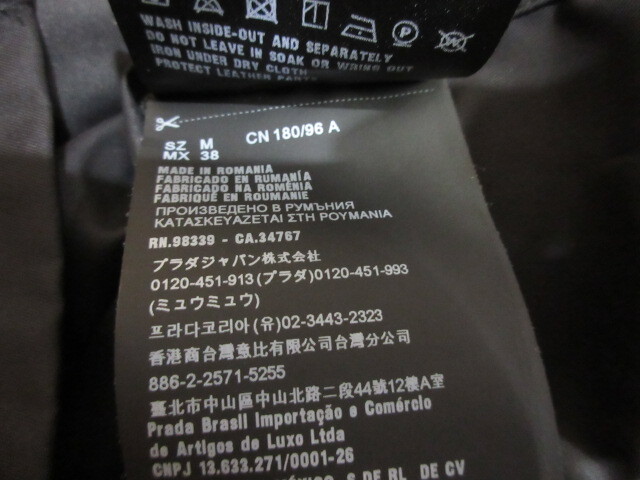 WASH INSIDE-OUT AND SEPARATELY
DO NOT LEAVE IN SOAK OR WRING OUT
IRON UNDER DRY CLOTH
PROTECT LEATHER PARTS
SZ M CN 180/96 A
MX 38
MADE IN ROMANIA
FABRICADO EN RUMANÍA
FABRICADO NA ROMÊNIA
FABRIQUÉ EN ROUMANIE
ПРОИЗВЕДЕНО В РУМЪНИЯ
ΚΑΤΑΣΚΕΥΑΖΕΤΑΙ ΣΤΗ ΡΟΥΜΑΝΙΑ
RN.98339 - CA.34767
プラダジャパン株式会社
0120-451-913(プラダ)0120-451-993
(ミュウミュウ)
프라다코리아(유)02-3443-2323
香港商台灣意比有限公司台灣分公司
886-2-2571-5255
臺北市中山區中山北路二段44號12樓A室
Prada Brasil Importação e Comércio
de Artigos de Luxo Ltda
CNPJ 13.633.271/0001-26
MÉXICO, S DE RL DE CV